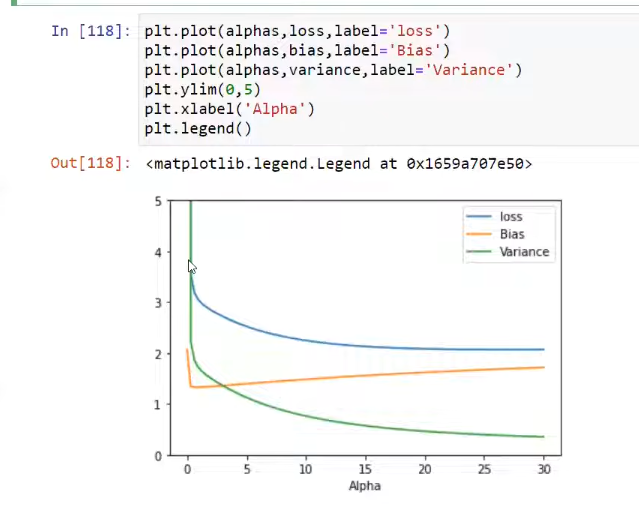 In [118]: plt.plot(alphas,loss,label='loss')
plt.plot(alphas,bias,label='Bias')
plt.plot(alphas,variance,label='Variance')
plt.ylim(0,5)
plt.xlabel('Alpha')
plt.legend()
Out[118]: <matplotlib.legend.Legend at 0x1659a707e50>
5
4
3
2
1
0
loss
Bias
Variance
0 5 10 15 20 25 30
Alpha